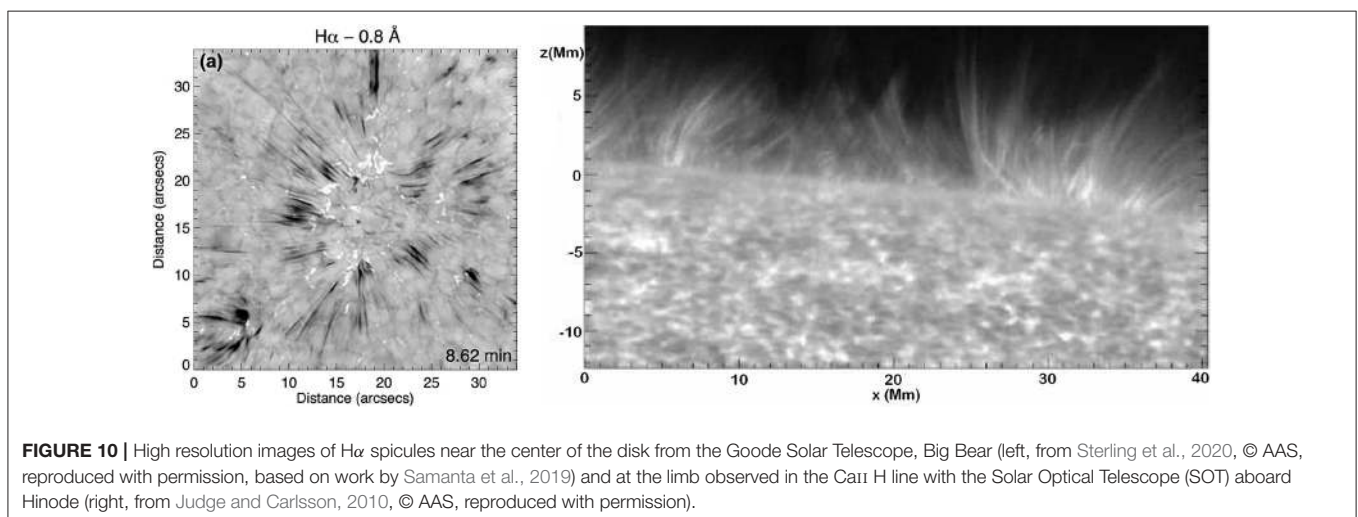 Hα – 0.8 Å
(a)
30
25
20
15
10
5
0
Distance (arcsecs)
8.62 min
0 5 10 15 20 25 30
Distance (arcsecs)
z(Mm)
5
0
-5
-10
0 10 20 30 40
x (Mm)
FIGURE 10 | High resolution images of Hα spicules near the center of the disk from the Goode Solar Telescope, Big Bear (left, from Sterling et al., 2020, © AAS,
reproduced with permission, based on work by Samanta et al., 2019) and at the limb observed in the CaII H line with the Solar Optical Telescope (SOT) aboard
Hinode (right, from Judge and Carlsson, 2010, © AAS, reproduced with permission).